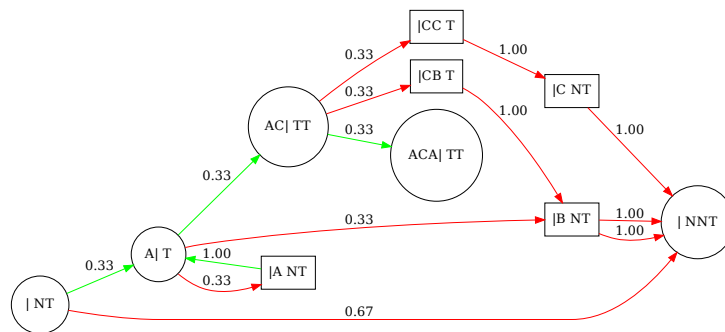 |CC T
0.33
1.00
|CB T
|C NT
0.33
1.00
AC| TT
0.33
1.00
ACA| TT
0.33
0.33
|B NT
1.00
1.00
| NNT
A| T
1.00
0.33
|A NT
0.33
| NT
0.67